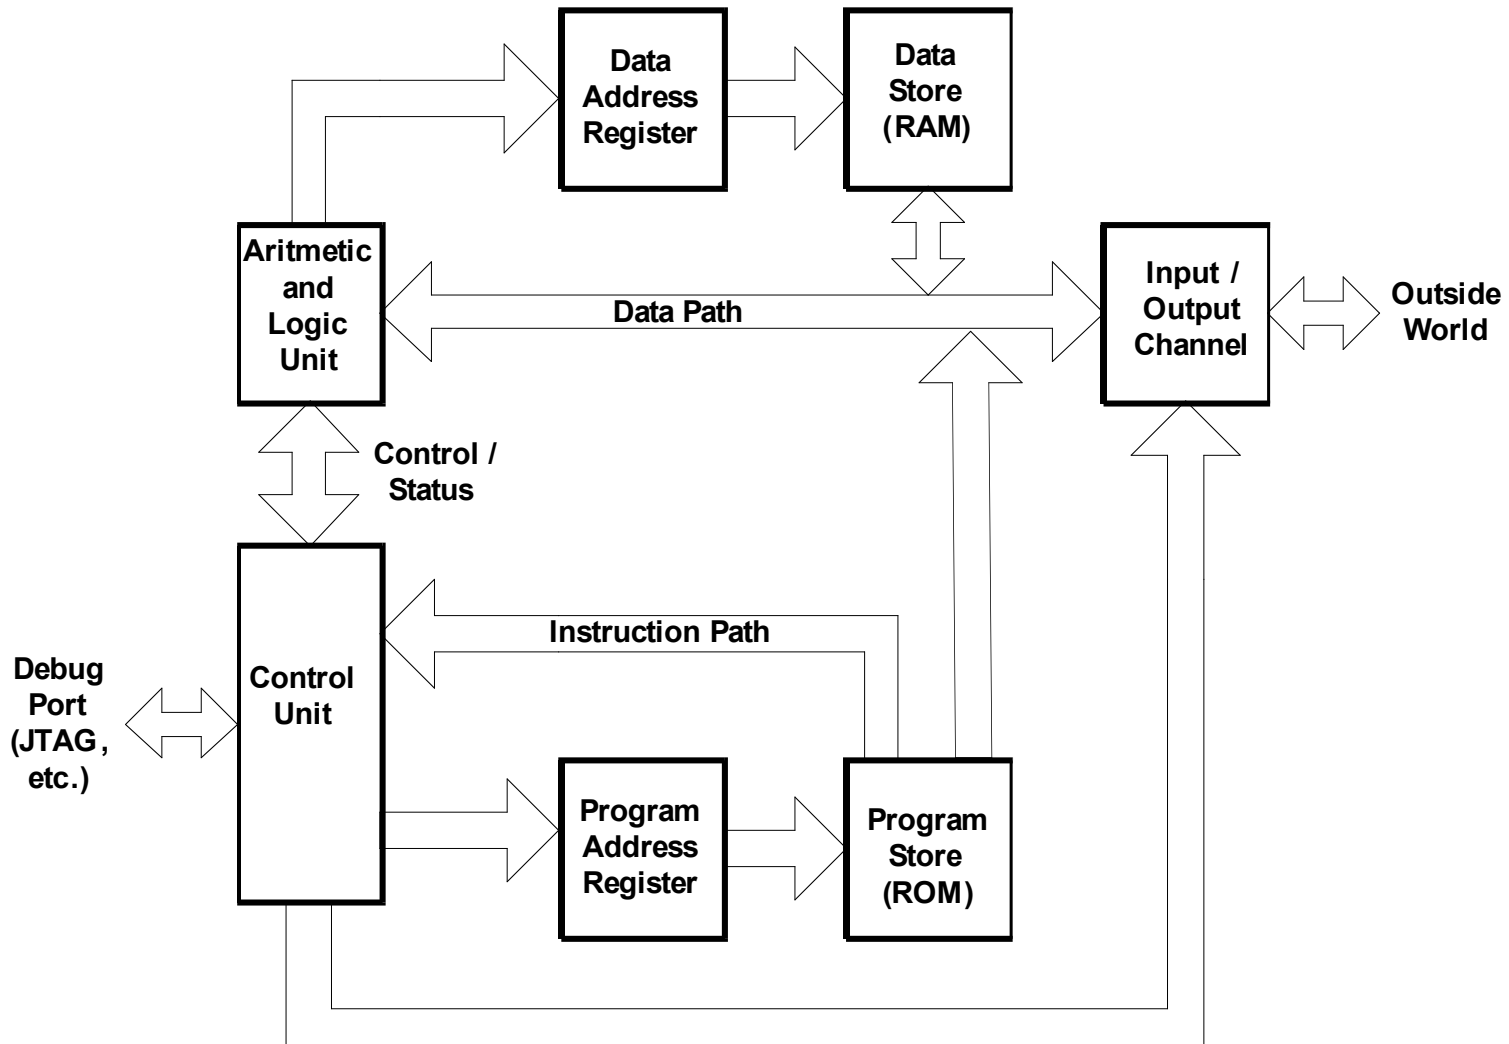 Data
Address
Register
Data
Store
(RAM)
Aritmetic
and
Logic
Unit
Data Path
Input /
Output
Channel
Outside
World
Control /
Status
Instruction Path
Debug
Port
(JTAG,
etc.)
Control
Unit
Program
Address
Register
Program
Store
(ROM)